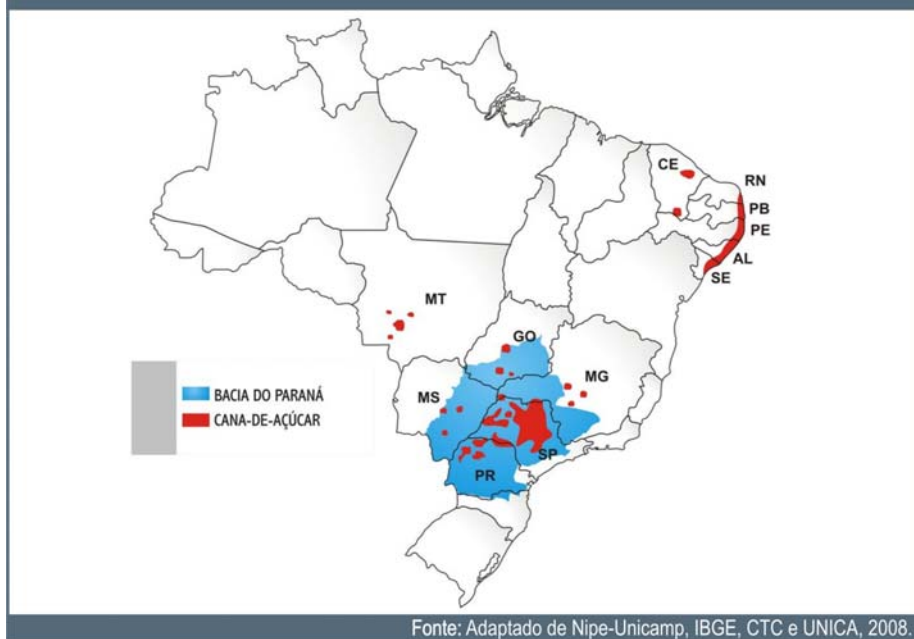 CE
RN
PB
PE
AL
SE
MT
GO
MG
MS
BACIA DO PARANÁ
CANA-DE-AÇÚCAR
SP
PR
Fonte: Adaptado de Nipe-Unicamp, IBGE, CTC e UNICA, 2008.